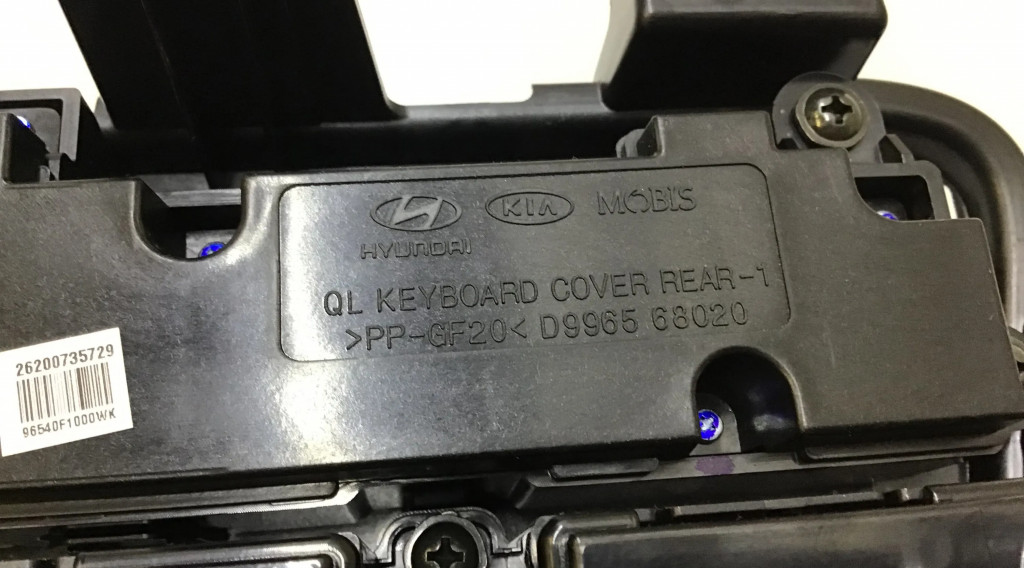 KIA MOBIS
HYUNDAI
QL KEYBOARD COVER REAR-1
>PP-GF20< D9965 68020
26200735729
96540F1000WK